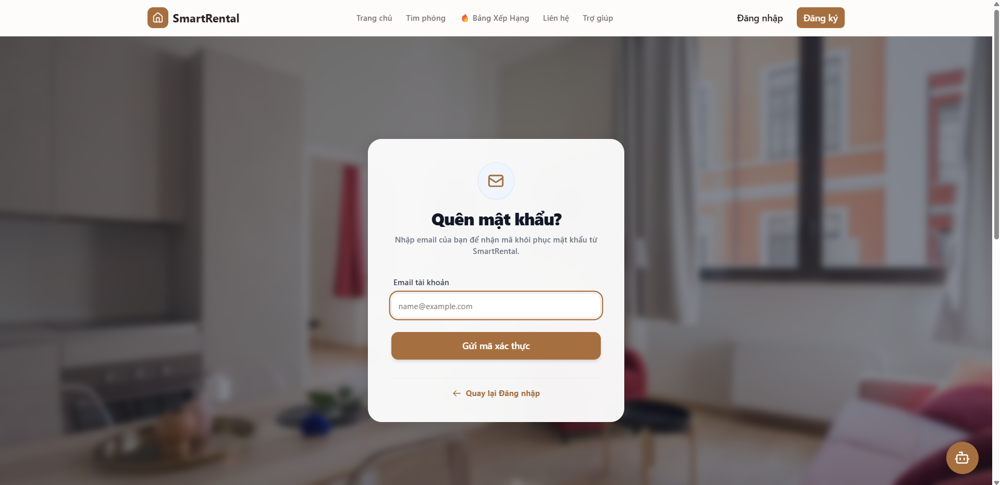 SmartRental
Trang chủ
Tìm phòng
🔥 Bảng Xếp Hạng
Liên hệ
Trợ giúp
Đăng nhập
Đăng ký
Quên mật khẩu?
Nhập email của bạn để nhận mã khôi phục mật khẩu từ
SmartRental.
Email tài khoản
name@example.com
Gửi mã xác thực
← Quay lại Đăng nhập